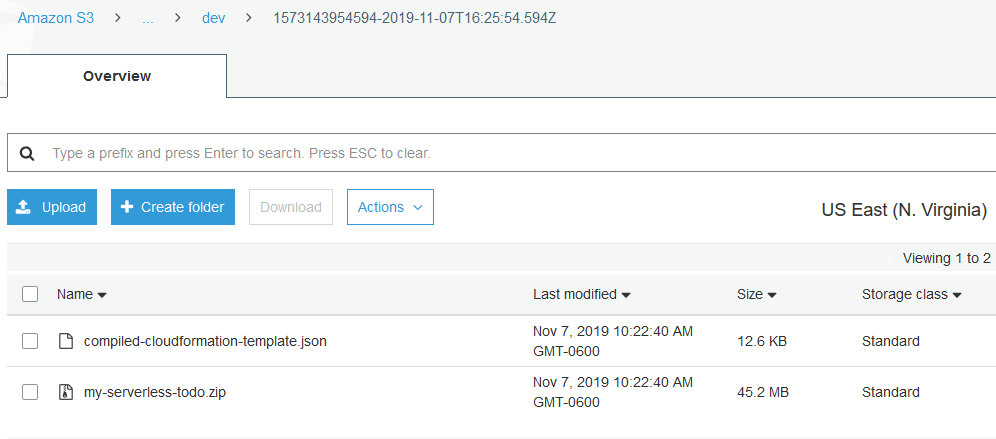 Amazon S3 > ... > dev > 1573143954594-2019-11-07T16:25:54.594Z
Overview
Type a prefix and press Enter to search. Press ESC to clear.
Upload Create folder Download Actions US East (N. Virginia)
Viewing 1 to 2
Name Last modified Size Storage class
compiled-cloudformation-template.json Nov 7, 2019 10:22:40 AM 12.6 KB Standard
GMT-0600
my-serverless-todo.zip Nov 7, 2019 10:22:40 AM 45.2 MB Standard
GMT-0600